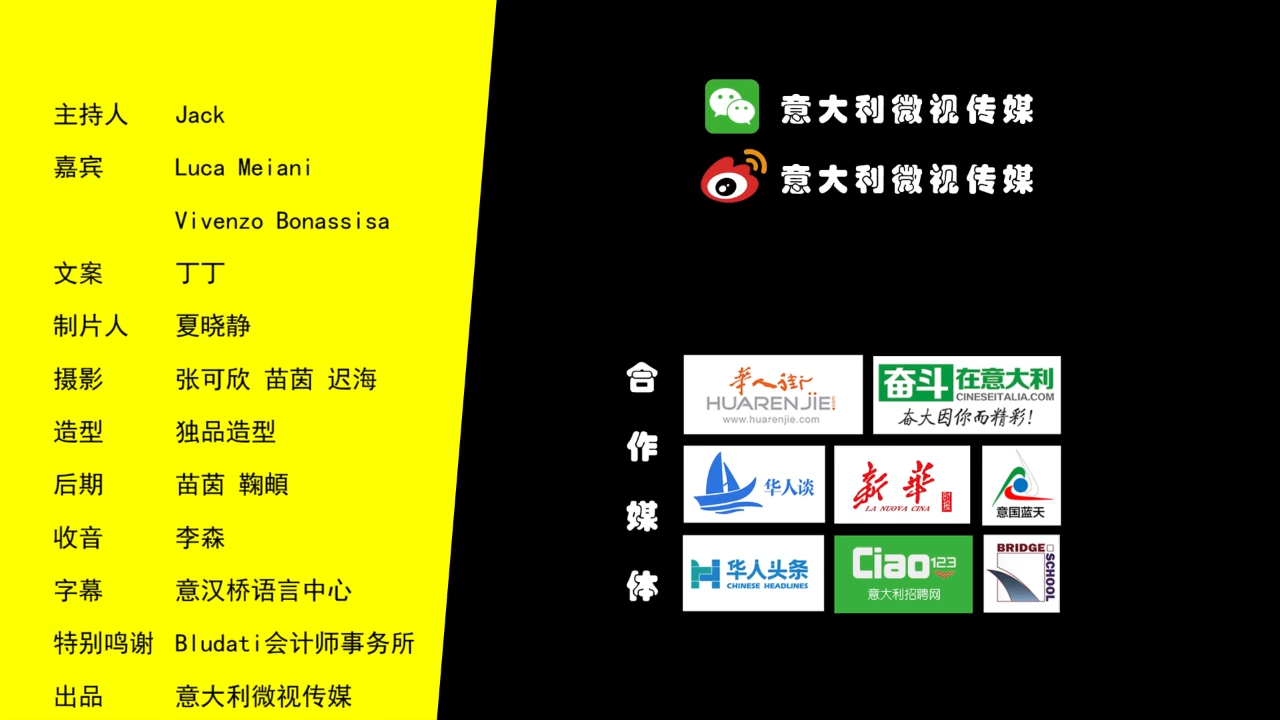 主持人 Jack
嘉宾 Luca Meiani
Vivenzo Bonassisa
文案 丁丁
制片人 夏晓静
摄影 张可欣 苗茵 迟海
造型 独品造型
后期 苗茵 鞠頔
收音 李森
字幕 意汉桥语言中心
特别鸣谢 Bludati会计师事务所
出品 意大利微视传媒
意大利微视传媒
意大利微视传媒
合作媒体
華人街
HUARENJIE.com
www.huarenjie.com
奋斗在意大利
CINESEITALIA.COM
奋大因你而精彩!
华人谈
新華时报
LA NUOVA CINA
意国蓝天
华人头条
CHINESE HEADLINES
Ciao123
意大利招聘网
BRIDGE SCHOOL